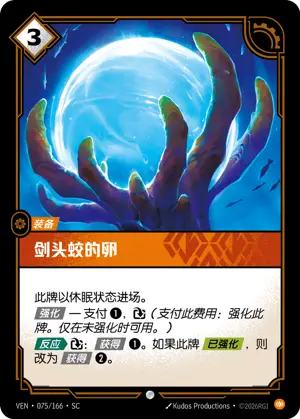 3
装备
剑头蛟的卵
此牌以休眠状态进场。
强化 — 支付 1，：（支付此费用：强化此
牌。仅在未强化时可用。）
反应 ：获得 1。如果此牌 已强化，则
改为 获得 2。
VEN • 075/166 • SC
Kudos Productions
©2026RGI